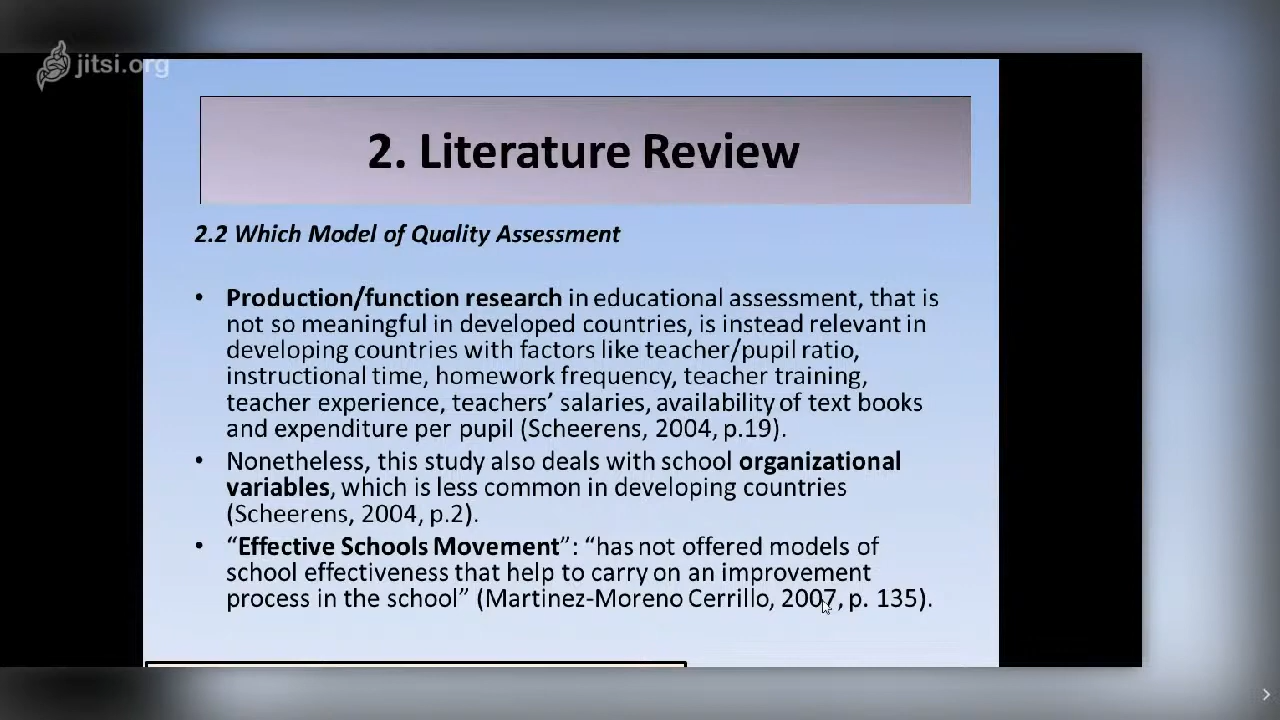 jitsi.org
2. Literature Review
2.2 Which Model of Quality Assessment
• Production/function research in educational assessment, that is
not so meaningful in developed countries, is instead relevant in
developing countries with factors like teacher/pupil ratio,
instructional time, homework frequency, teacher training,
teacher experience, teachers’ salaries, availability of text books
and expenditure per pupil (Scheerens, 2004, p.19).
• Nonetheless, this study also deals with school organizational
variables, which is less common in developing countries
(Scheerens, 2004, p.2).
• “Effective Schools Movement”: “has not offered models of
school effectiveness that help to carry on an improvement
process in the school” (Martinez-Moreno Cerrillo, 2007, p. 135).